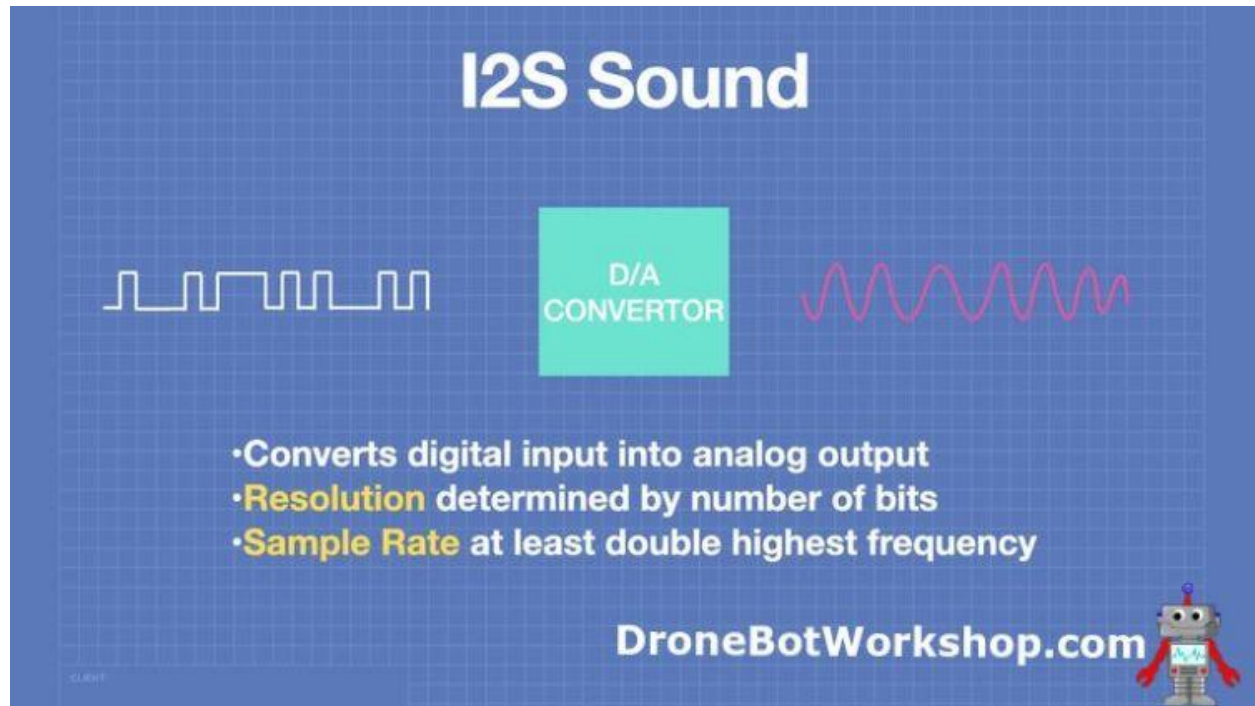 I2S Sound
D/A
CONVERTOR
•Converts digital input into analog output
•Resolution determined by number of bits
•Sample Rate at least double highest frequency
DroneBotWorkshop.com